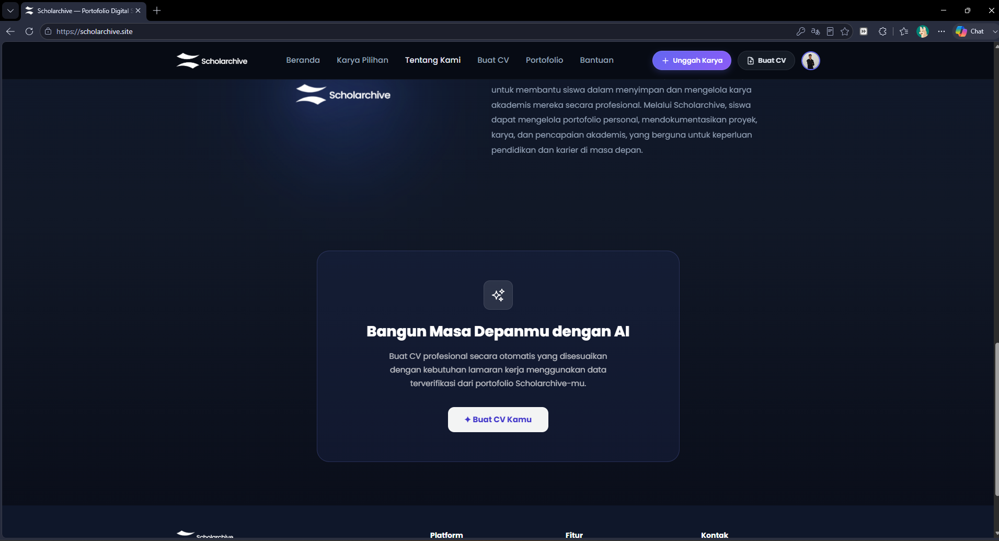 Scholarchive — Portofolio Digital
https://scholarchive.site
Chat
Scholarchive
Beranda
Karya Pilihan
Tentang Kami
Buat CV
Portofolio
Bantuan
+ Unggah Karya
Buat CV
Scholarchive
untuk membantu siswa dalam menyimpan dan mengelola karya
akademis mereka secara profesional. Melalui Scholarchive, siswa
dapat mengelola portofolio personal, mendokumentasikan proyek,
karya, dan pencapaian akademis, yang berguna untuk keperluan
pendidikan dan karier di masa depan.
Bangun Masa Depanmu dengan AI
Buat CV profesional secara otomatis yang disesuaikan
dengan kebutuhan lamaran kerja menggunakan data
terverifikasi dari portofolio Scholarchive-mu.
✦ Buat CV Kamu
Scholarchive
Platform
Fitur
Kontak